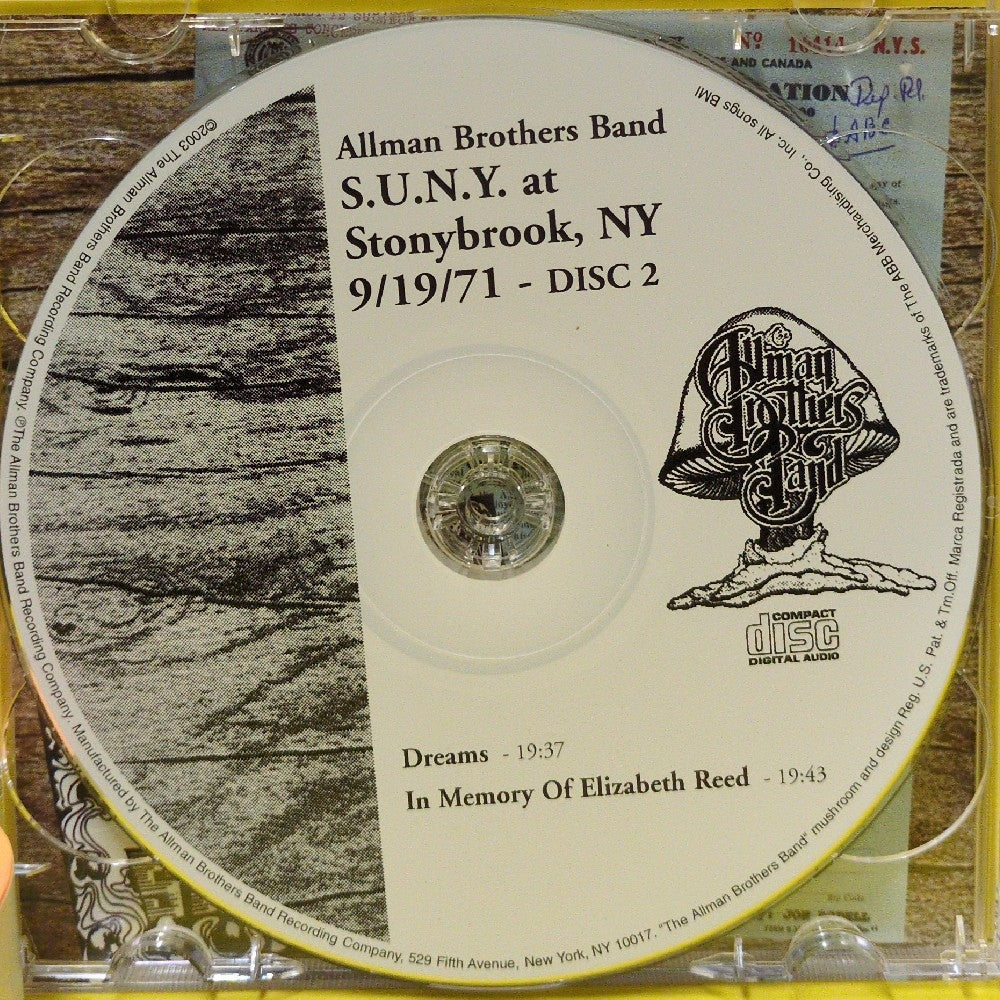 Allman Brothers Band
S.U.N.Y. at
Stonybrook, NY
9/19/71 - DISC 2
Allman
Brothers
Band
COMPACT
disc
DIGITAL AUDIO
Dreams - 19:37
In Memory Of Elizabeth Reed - 19:43
©2003 The Allman Brothers Band Recording Company. ℗The Allman Brothers Band Recording Company. Manufactured by The Allman Brothers Band Recording Company, 529 Fifth Avenue, New York, NY 10017. "The Allman Brothers Band" mushroom and design Reg. U.S. Pat. & Tm.Off. Marca Registrada and are trademarks of The ABB Merchandising Co., Inc. All songs BMI
Nº 10414 N.Y.S.
AND CANADA
ATION
ABC